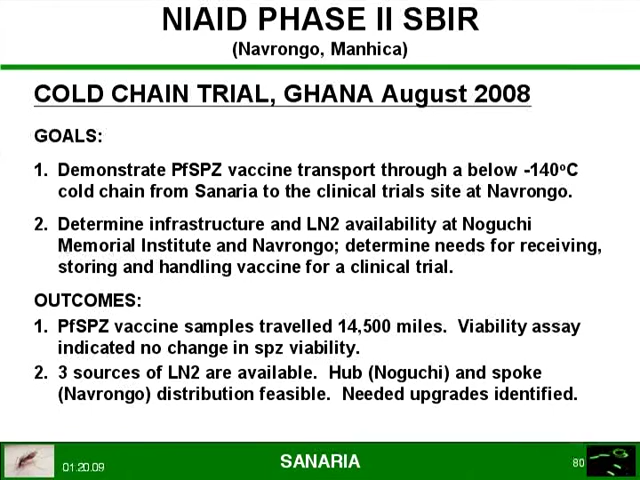 NIAID PHASE II SBIR
(Navrongo, Manhica)
COLD CHAIN TRIAL, GHANA August 2008
GOALS:
1. Demonstrate PfSPZ vaccine transport through a below -140ºC
cold chain from Sanaria to the clinical trials site at Navrongo.
2. Determine infrastructure and LN2 availability at Noguchi
Memorial Institute and Navrongo; determine needs for receiving,
storing and handling vaccine for a clinical trial.
OUTCOMES:
1. PfSPZ vaccine samples travelled 14,500 miles. Viability assay
indicated no change in spz viability.
2. 3 sources of LN2 are available. Hub (Noguchi) and spoke
(Navrongo) distribution feasible. Needed upgrades identified.
01.20.09
SANARIA
80